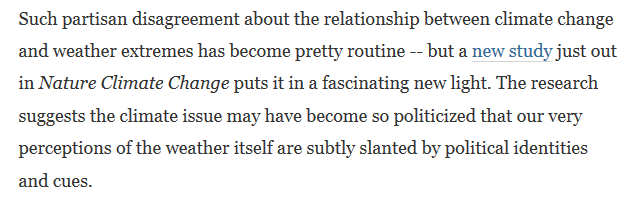 Such partisan disagreement about the relationship between climate change
and weather extremes has become pretty routine -- but a new study just out
in Nature Climate Change puts it in a fascinating new light. The research
suggests the climate issue may have become so politicized that our very
perceptions of the weather itself are subtly slanted by political identities
and cues.